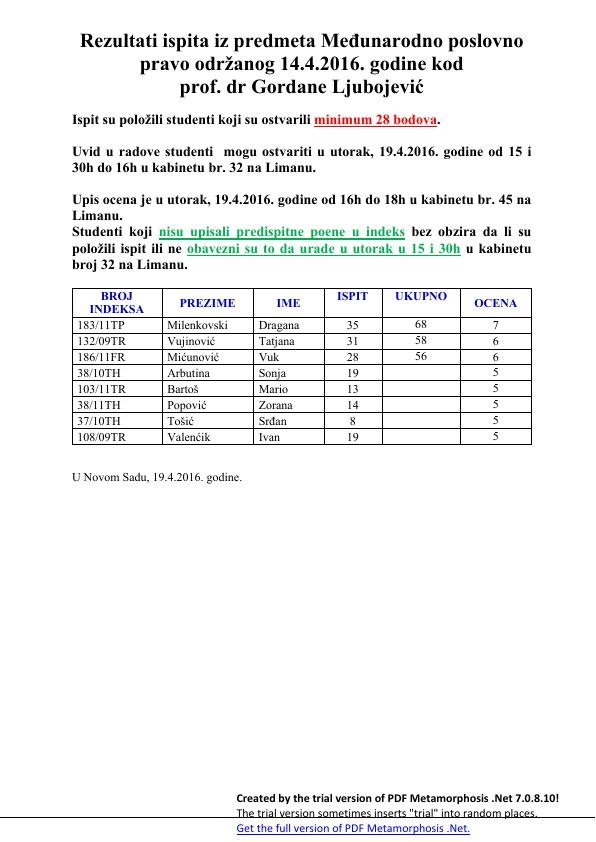 Rezultati ispita iz predmeta Međunarodno poslovno
pravo održanog 14.4.2016. godine kod
prof. dr Gordane Ljubojević
Ispit su položili studenti koji su ostvarili minimum 28 bodova.
Uvid u radove studenti mogu ostvariti u utorak, 19.4.2016. godine od 15 i
30h do 16h u kabinetu br. 32 na Limanu.
Upis ocena je u utorak, 19.4.2016. godine od 16h do 18h u kabinetu br. 45 na
Limanu.
Studenti koji nisu upisali predispitne poene u indeks bez obzira da li su
položili ispit ili ne obavezni su to da urade u utorak u 15 i 30h u kabinetu
broj 32 na Limanu.
BROJ INDEKSA PREZIME IME ISPIT UKUPNO OCENA
183/11TP Milenkovski Dragana 35 68 7
132/09TR Vujinović Tatjana 31 58 6
186/11FR Mićunović Vuk 28 56 6
38/10TH Arbutina Sonja 19 5
103/11TR Bartoš Mario 13 5
38/11TH Popović Zorana 14 5
37/10TH Tošić Srđan 8 5
108/09TR Valenćik Ivan 19 5
U Novom Sadu, 19.4.2016. godine.
Created by the trial version of PDF Metamorphosis .Net 7.0.8.10!
The trial version sometimes inserts "trial" into random places.
Get the full version of PDF Metamorphosis .Net.